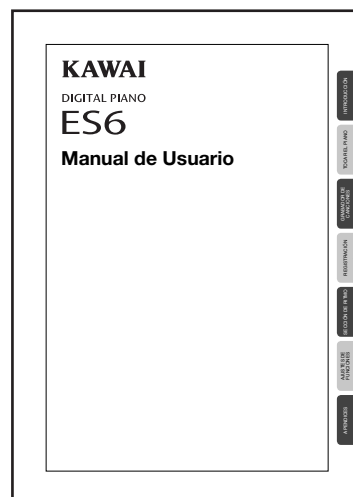 KAWAI
DIGITAL PIANO
ES6
Manual de Usuario
INTRODUCCIÓN
TOCAR EL PIANO
GRABADOR DE
CANCIONES
REGISTRACIÓN
SECCIÓN DE RITMO
AJUSTES DE
FUNCIONES
APENDICES